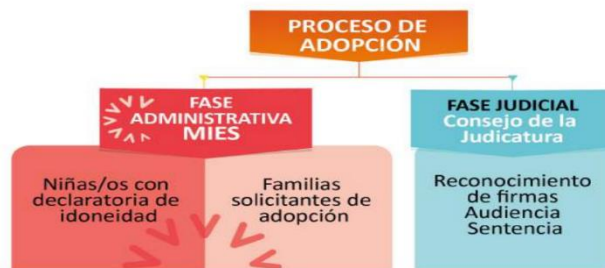 PROCESO DE
ADOPCIÓN
FASE
ADMINISTRATIVA
MIES
Niñas/os con
declaratoria de
idoneidad
Familias
solicitantes de
adopción
FASE JUDICIAL
Consejo de la
Judicatura
Reconocimiento
de firmas
Audiencia
Sentencia